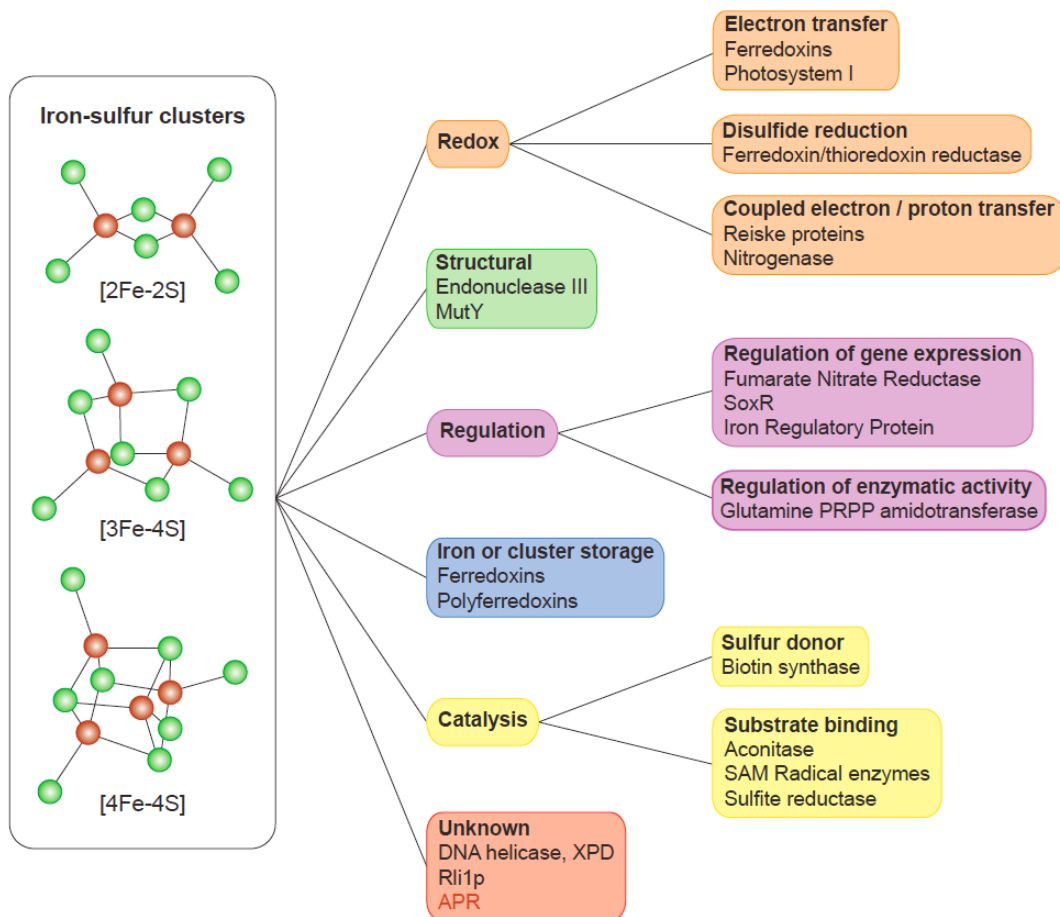 Iron-sulfur clusters
[2Fe-2S]
[3Fe-4S]
[4Fe-4S]
Redox
Electron transfer
Ferredoxins
Photosystem I
Disulfide reduction
Ferredoxin/thioredoxin reductase
Coupled electron / proton transfer
Reiske proteins
Nitrogenase
Structural
Endonuclease III
MutY
Regulation
Regulation of gene expression
Fumarate Nitrate Reductase
SoxR
Iron Regulatory Protein
Regulation of enzymatic activity
Glutamine PRPP amidotransferase
Iron or cluster storage
Ferredoxins
Polyferredoxins
Catalysis
Sulfur donor
Biotin synthase
Substrate binding
Aconitase
SAM Radical enzymes
Sulfite reductase
Unknown
DNA helicase, XPD
Rli1p
APR